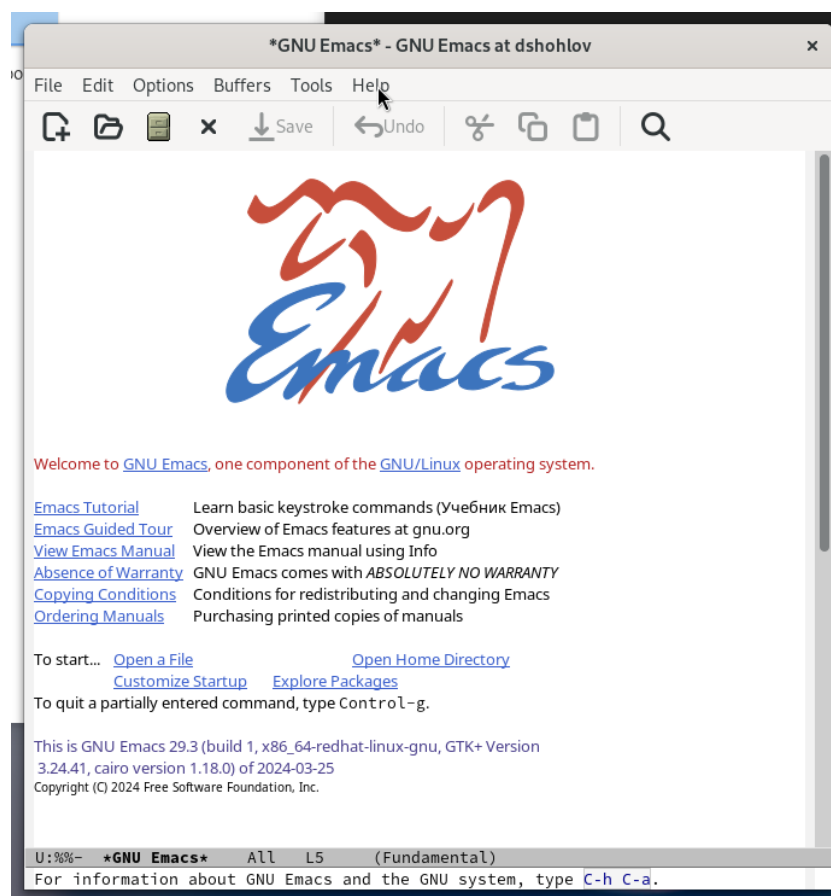 *GNU Emacs* - GNU Emacs at dshohlov ×
File Edit Options Buffers Tools Help
Save Undo
Emacs
Welcome to GNU Emacs, one component of the GNU/Linux operating system.
Emacs Tutorial Learn basic keystroke commands (Учебник Emacs)
Emacs Guided Tour Overview of Emacs features at gnu.org
View Emacs Manual View the Emacs manual using Info
Absence of Warranty GNU Emacs comes with ABSOLUTELY NO WARRANTY
Copying Conditions Conditions for redistributing and changing Emacs
Ordering Manuals Purchasing printed copies of manuals
To start... Open a File Open Home Directory
Customize Startup Explore Packages
To quit a partially entered command, type Control-g.
This is GNU Emacs 29.3 (build 1, x86_64-redhat-linux-gnu, GTK+ Version
3.24.41, cairo version 1.18.0) of 2024-03-25
Copyright (C) 2024 Free Software Foundation, Inc.
U:%%- *GNU Emacs* All L5 (Fundamental)
For information about GNU Emacs and the GNU system, type C-h C-a.